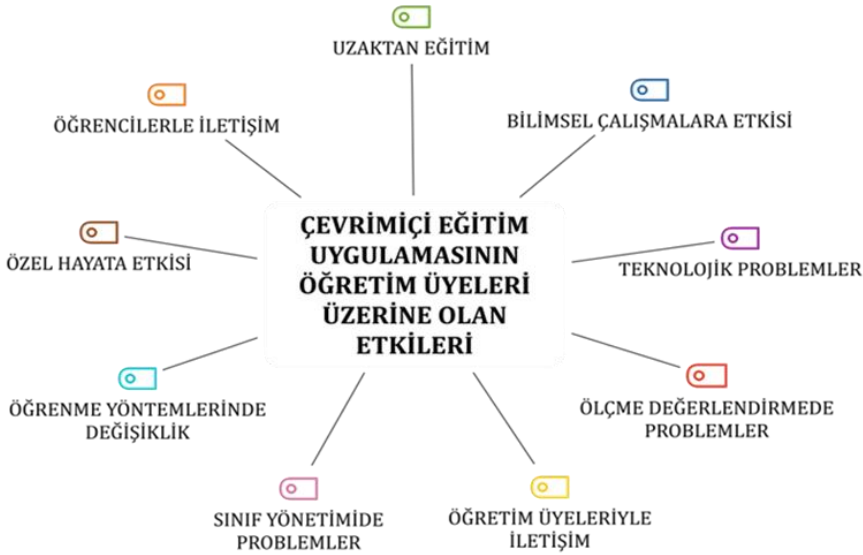 UZAKTAN EĞİTİM
ÖĞRENCİLERLE İLETİŞİM
BİLİMSEL ÇALIŞMALARA ETKİSİ
ÇEVRİMİÇİ EĞİTİM
UYGULAMASININ
ÖĞRETİM ÜYELERİ
ÜZERİNE OLAN
ETKİLERİ
ÖZEL HAYATA ETKİSİ
TEKNOLOJİK PROBLEMLER
ÖĞRENME YÖNTEMLERİNDE
DEĞİŞİKLİK
ÖLÇME DEĞERLENDİRMEDE
PROBLEMLER
SINIF YÖNETİMİDE
PROBLEMLER
ÖĞRETİM ÜYELERİYLE
İLETİŞİM